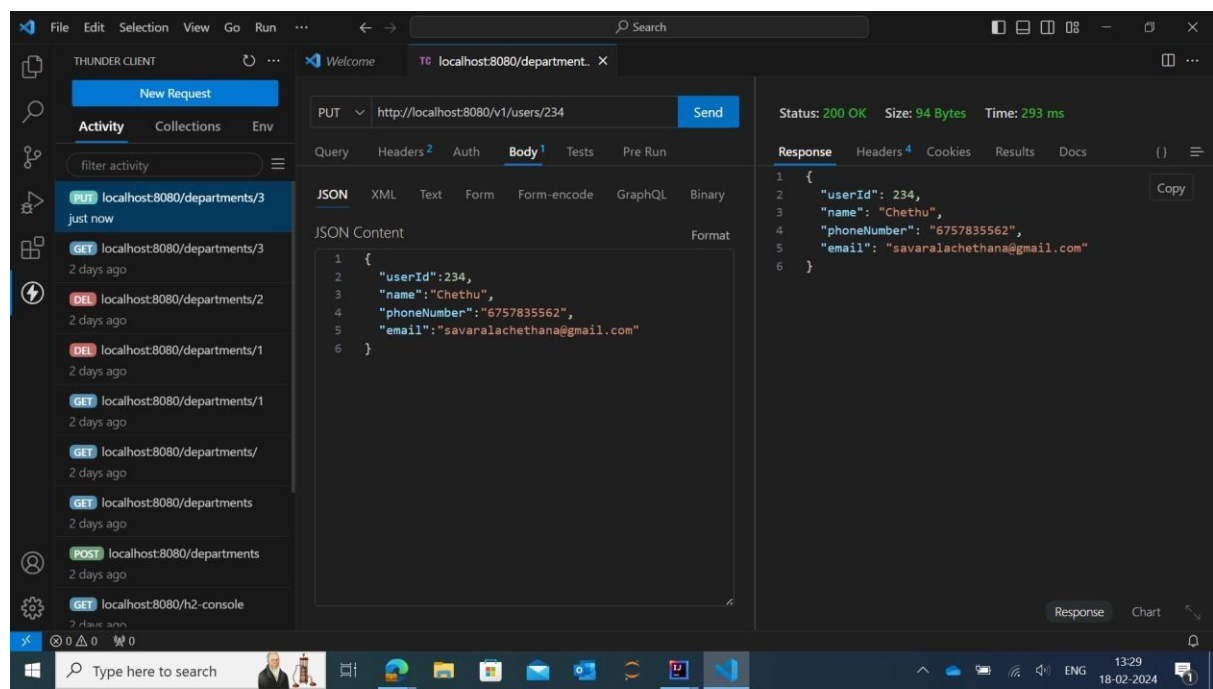 File Edit Selection View Go Run ··· Search
THUNDER CLIENT
Welcome TC localhost:8080/department.. ×
New Request
Activity Collections Env
filter activity
PUT localhost:8080/departments/3
just now
GET localhost:8080/departments/3
2 days ago
DEL localhost:8080/departments/2
2 days ago
DEL localhost:8080/departments/1
2 days ago
GET localhost:8080/departments/1
2 days ago
GET localhost:8080/departments/
2 days ago
GET localhost:8080/departments
2 days ago
POST localhost:8080/departments
2 days ago
GET localhost:8080/h2-console
2 days ago
PUT http://localhost:8080/v1/users/234 Send
Query Headers 2 Auth Body 1 Tests Pre Run
JSON XML Text Form Form-encode GraphQL Binary
JSON Content Format
1 {
2 "userId":234,
3 "name":"Chethu",
4 "phoneNumber":"6757835562",
5 "email":"savaralachethana@gmail.com"
6 }
Status: 200 OK Size: 94 Bytes Time: 293 ms
Response Headers 4 Cookies Results Docs {}
Copy
1 {
2 "userId": 234,
3 "name": "Chethu",
4 "phoneNumber": "6757835562",
5 "email": "savaralachethana@gmail.com"
6 }
Response Chart
0 0 0
Type here to search
ENG
13:29
18-02-2024
1